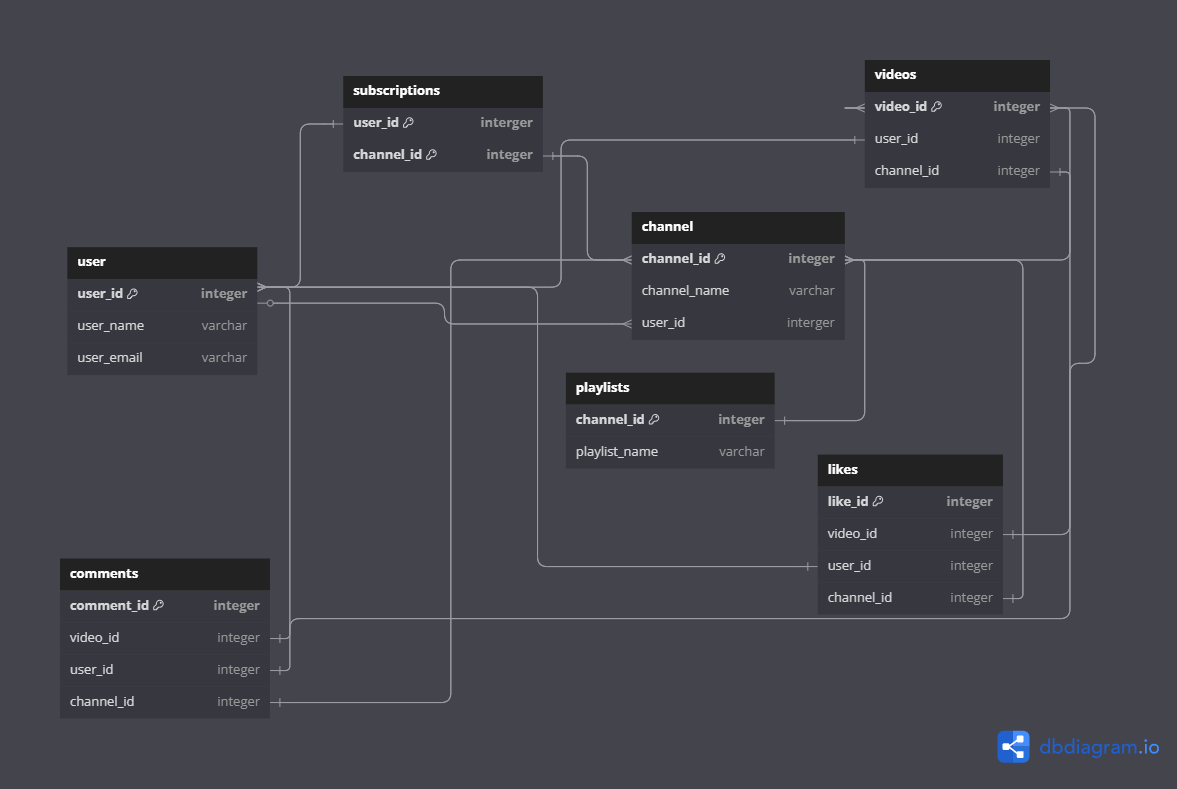 subscriptions
user_id interger
channel_id integer
videos
video_id integer
user_id integer
channel_id integer
channel
channel_id integer
channel_name varchar
user_id interger
user
user_id integer
user_name varchar
user_email varchar
playlists
channel_id integer
playlist_name varchar
likes
like_id integer
video_id integer
user_id integer
channel_id integer
comments
comment_id integer
video_id integer
user_id integer
channel_id integer
dbdiagram.io